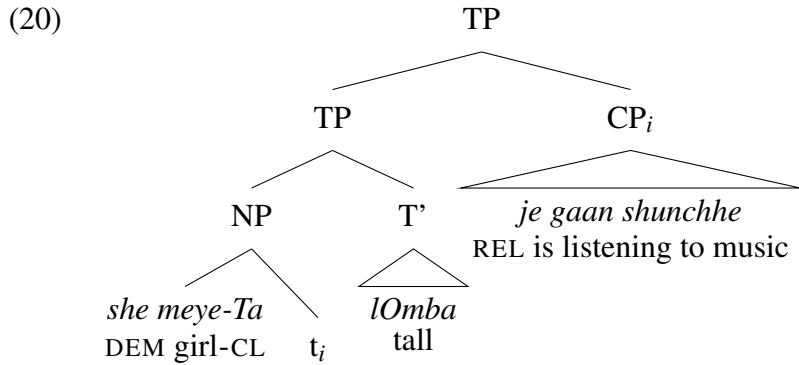 (20) TP
TP CPi
NP T’ je gaan shunchhe
REL is listening to music
she meye-Ta lOmba
DEM girl-CL ti tall